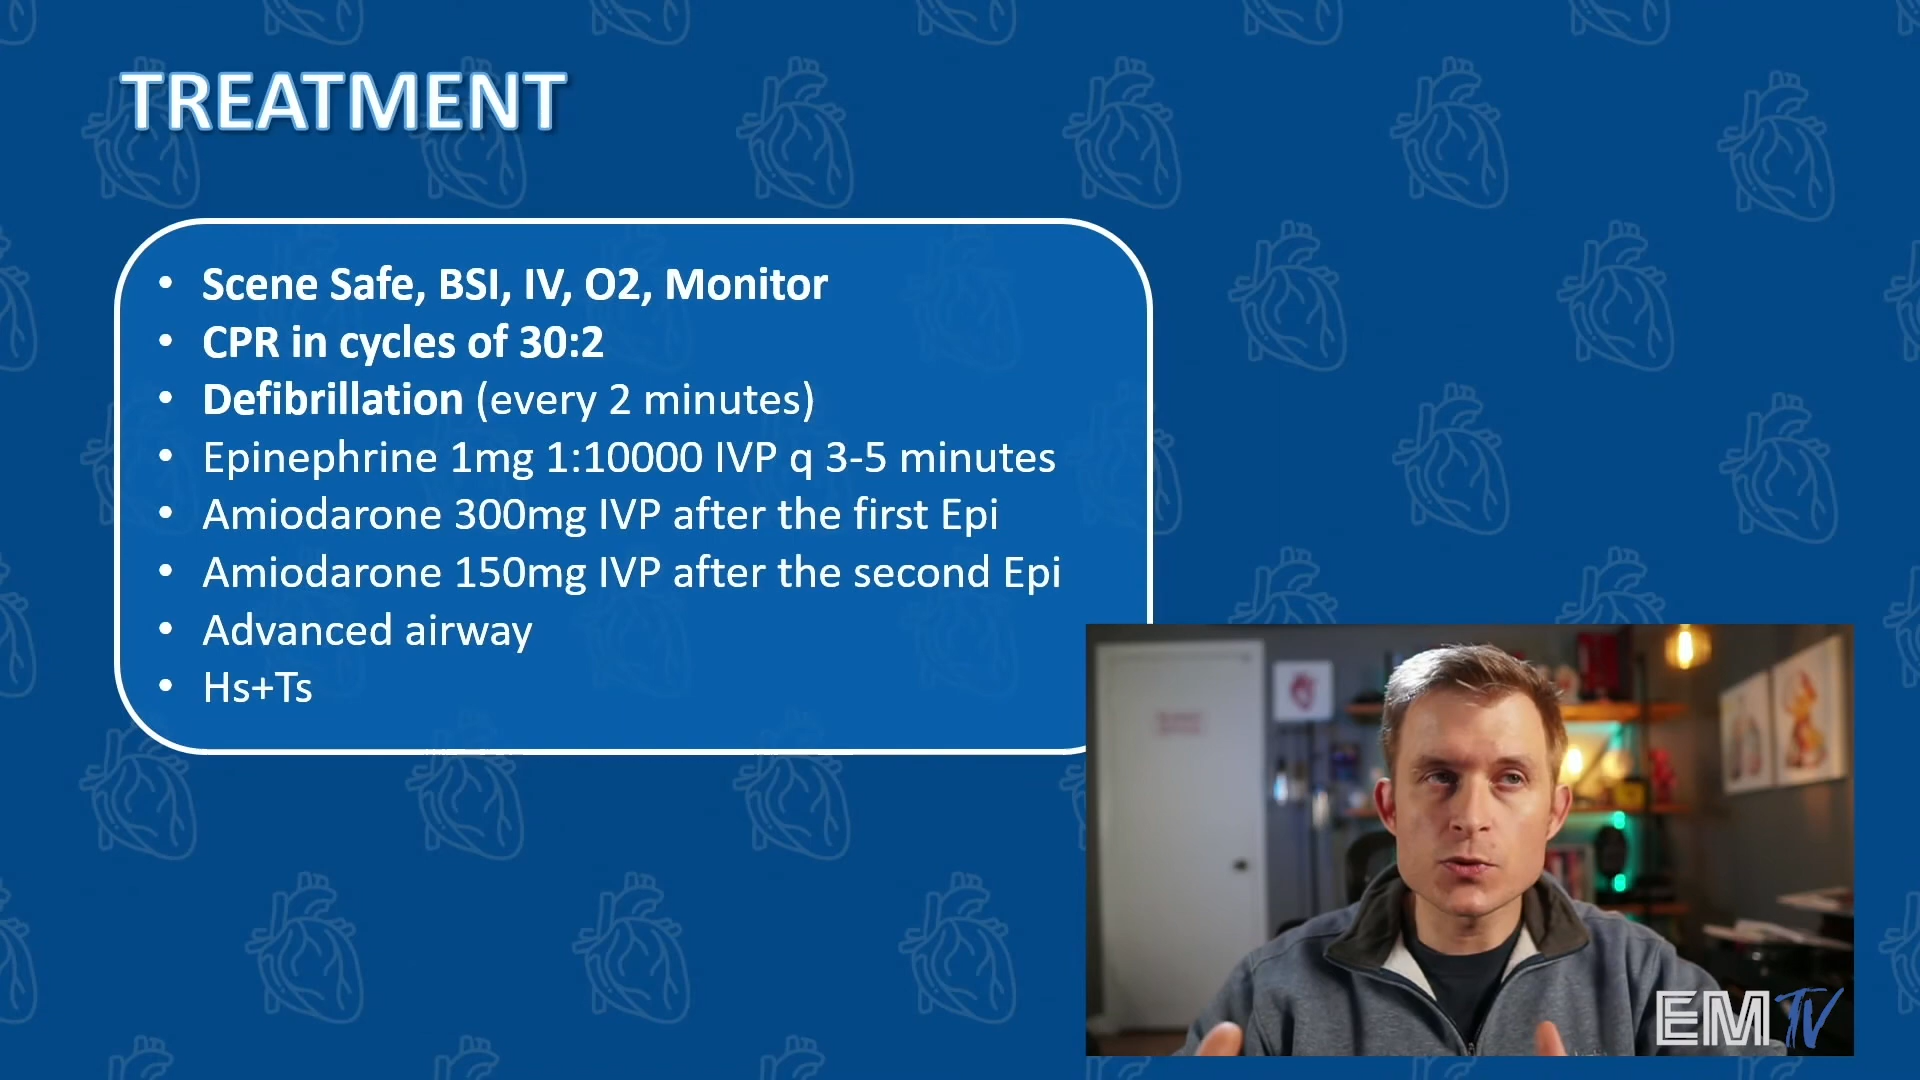 TREATMENT
• Scene Safe, BSI, IV, O2, Monitor
• CPR in cycles of 30:2
• Defibrillation (every 2 minutes)
• Epinephrine 1mg 1:10000 IVP q 3-5 minutes
• Amiodarone 300mg IVP after the first Epi
• Amiodarone 150mg IVP after the second Epi
• Advanced airway
• Hs+Ts
EMTV